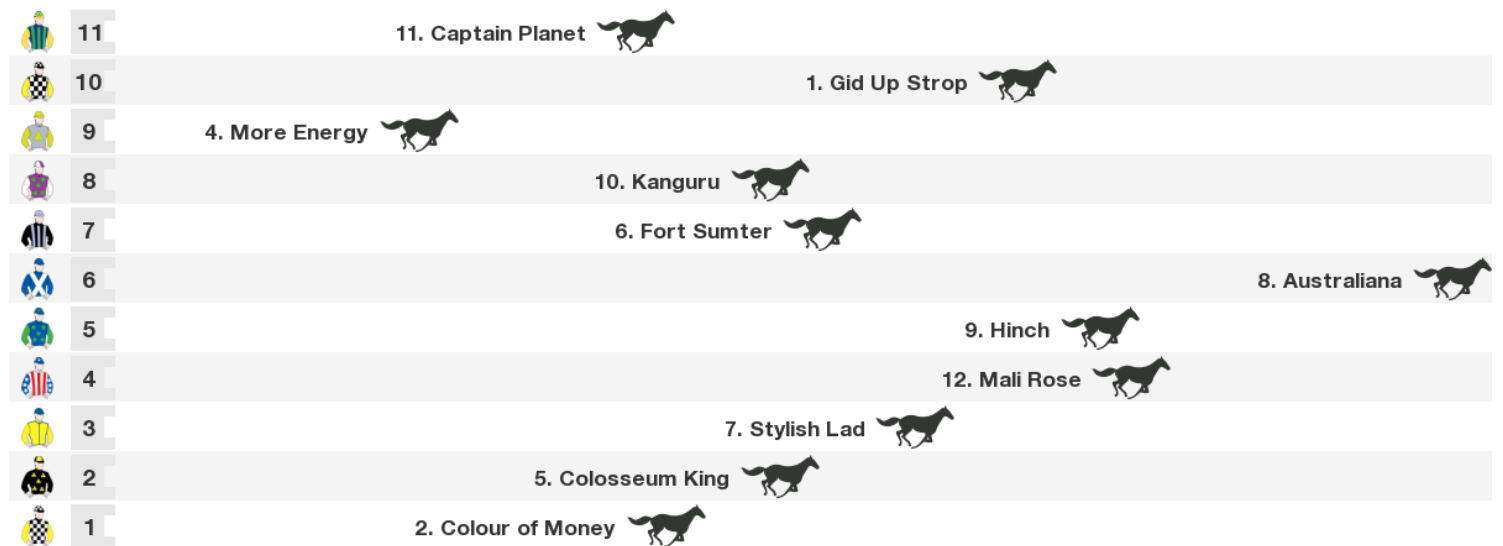 11 11. Captain Planet
10 1. Gid Up Strop
9 4. More Energy
8 10. Kanguru
7 6. Fort Sumter
6 8. Australiana
5 9. Hinch
4 12. Mali Rose
3 7. Stylish Lad
2 5. Colosseum King
1 2. Colour of Money